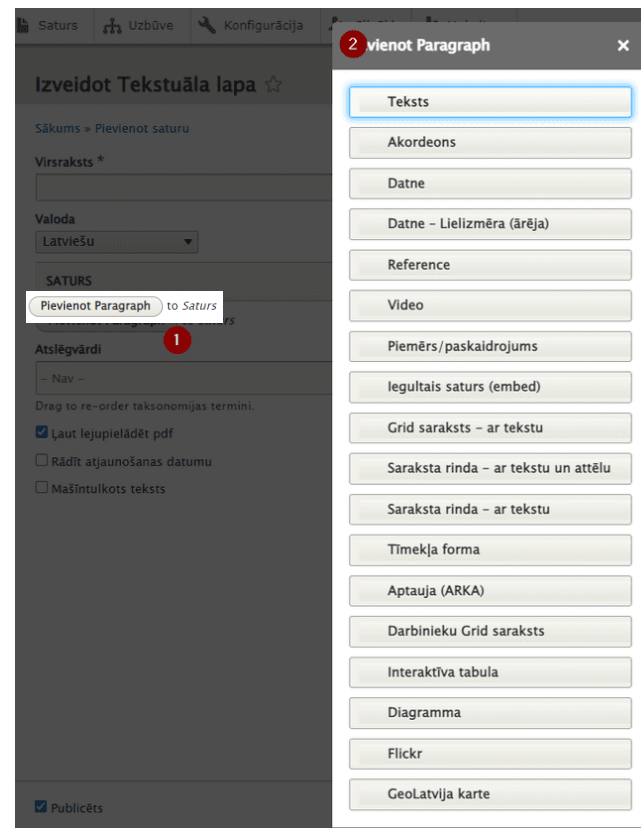 Saturs
Uzbūve
Konfigurācija
Izveidot Tekstuāla lapa
Sākums » Pievienot saturu
Virsraksts *
Valoda
Latviešu
SATURS
Pievienot Paragraph to Saturs
1
Atslēgvārdi
– Nav –
Drag to re-order taksonomijas termini.
Ļaut lejupielādēt pdf
Rādīt atjaunošanas datumu
Mašīntulkots teksts
Publicēts
2
vienot Paragraph
×
Teksts
Akordeons
Datne
Datne – Lielizmēra (ārēja)
Reference
Video
Piemērs/paskaidrojums
Iegultais saturs (embed)
Grid saraksts – ar tekstu
Saraksta rinda – ar tekstu un attēlu
Saraksta rinda – ar tekstu
Tīmekļa forma
Aptauja (ARKA)
Darbinieku Grid saraksts
Interaktīva tabula
Diagramma
Flickr
GeoLatvija karte